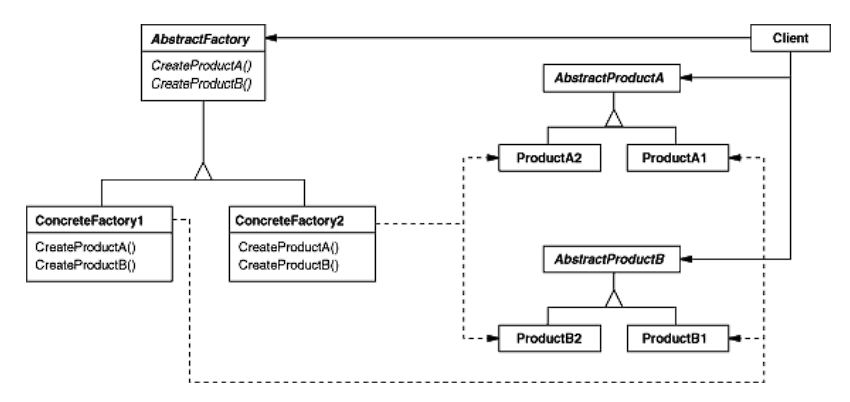 AbstractFactory
CreateProductA()
CreateProductB()
Client
AbstractProductA
ProductA2
ProductA1
ConcreteFactory1
CreateProductA()
CreateProductB()
ConcreteFactory2
CreateProductA()
CreateProductB()
AbstractProductB
ProductB2
ProductB1